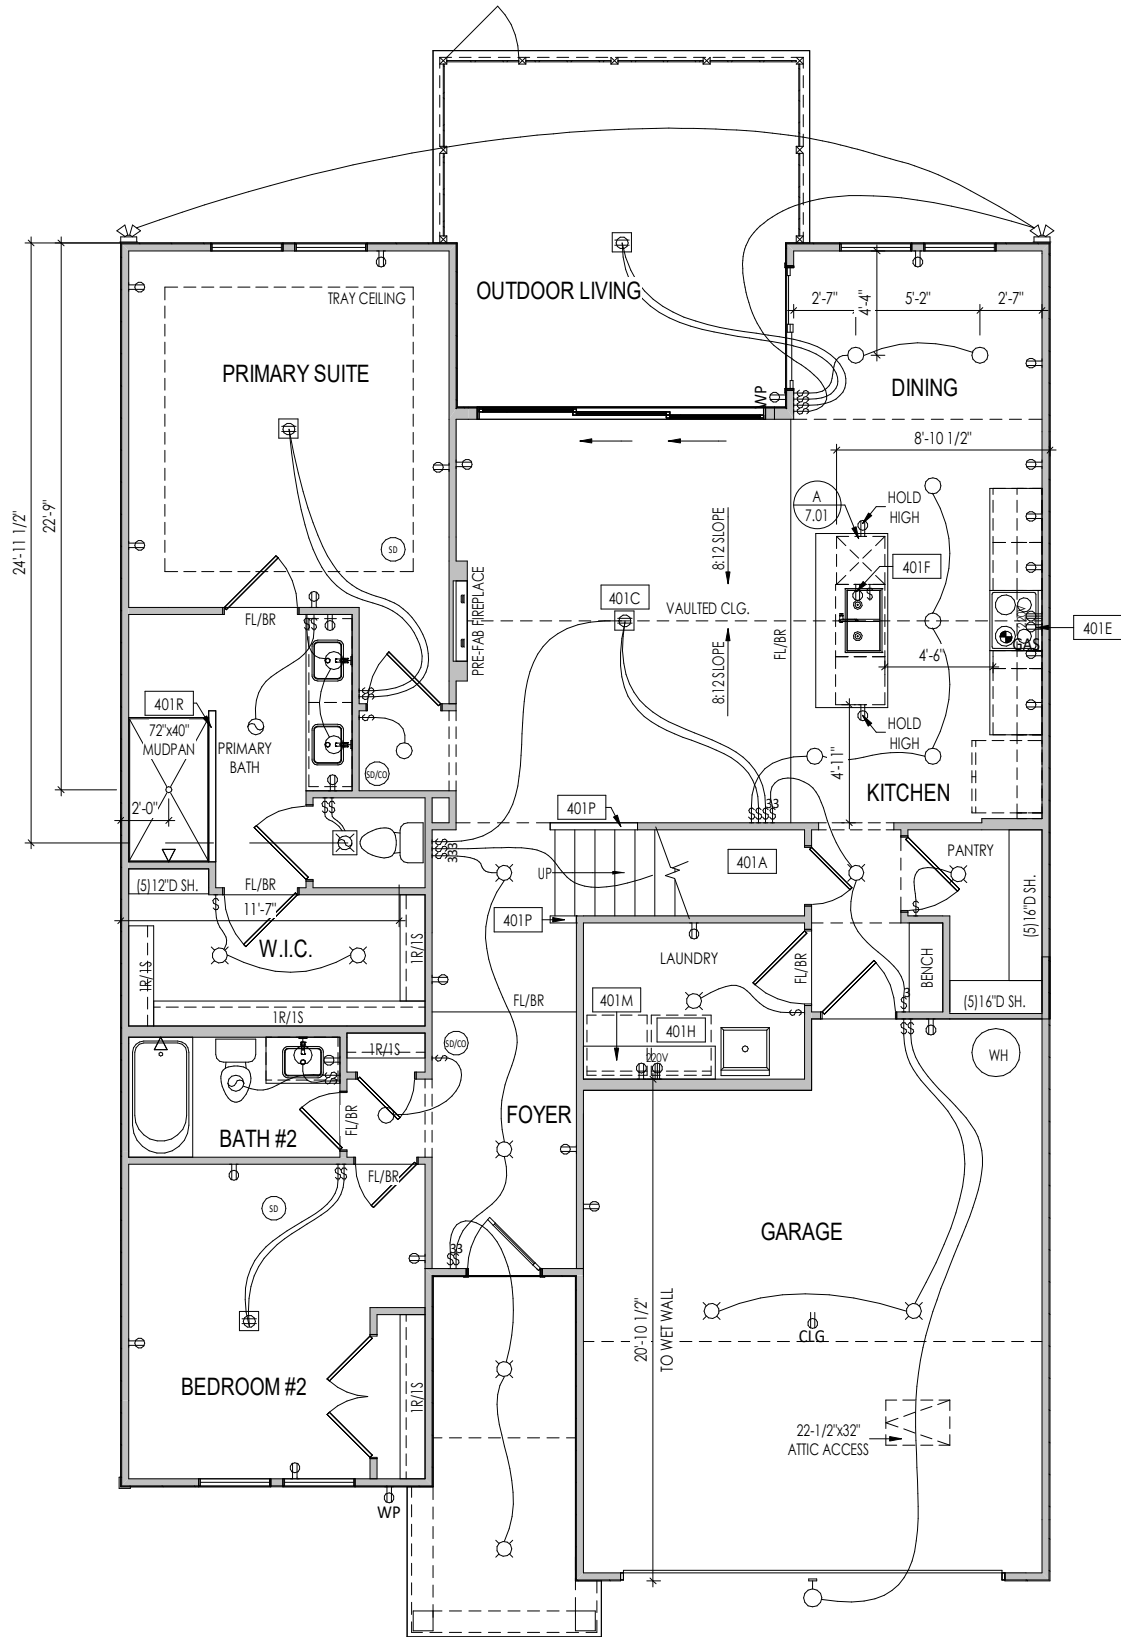 OUTDOOR LIVING
TRAY CEILING
PRIMARY SUITE
2'-7"
4'-4"
5'-2"
2'-7"
DINING
WP
8'-10 1/2"
24'-11 1/2"
22'-9"
A
7.01
HOLD
HIGH
SD
8:12 SLOPE
401F
S
401C
VAULTED CLG.
PRE-FAB FIREPLACE
FL/BR
FL/BR
401E
GAS
4'-6"
8:12 SLOPE
401R
72"x40"
MUDPAN
PRIMARY
BATH
HOLD
HIGH
4'-11"
SD/CO
KITCHEN
2'-0"
401P
33
SSSS
SSS
333
401A
UP
PANTRY
(5)12"D SH.
FL/BR
11'-7"
401P
W.I.C.
1R/1S
1R/1S
1R/1S
LAUNDRY
FL/BR
BENCH
(5)16"D SH.
(5)16"D SH.
FL/BR
401M
401H
220V
WH
SD/CO
1R/1S
BATH #2
FL/BR
FOYER
FL/BR
SD
33
SS
GARAGE
20'-10 1/2"
TO WET WALL
CLG
BEDROOM #2
1R/1S
22-1/2"x32"
ATTIC ACCESS
WP